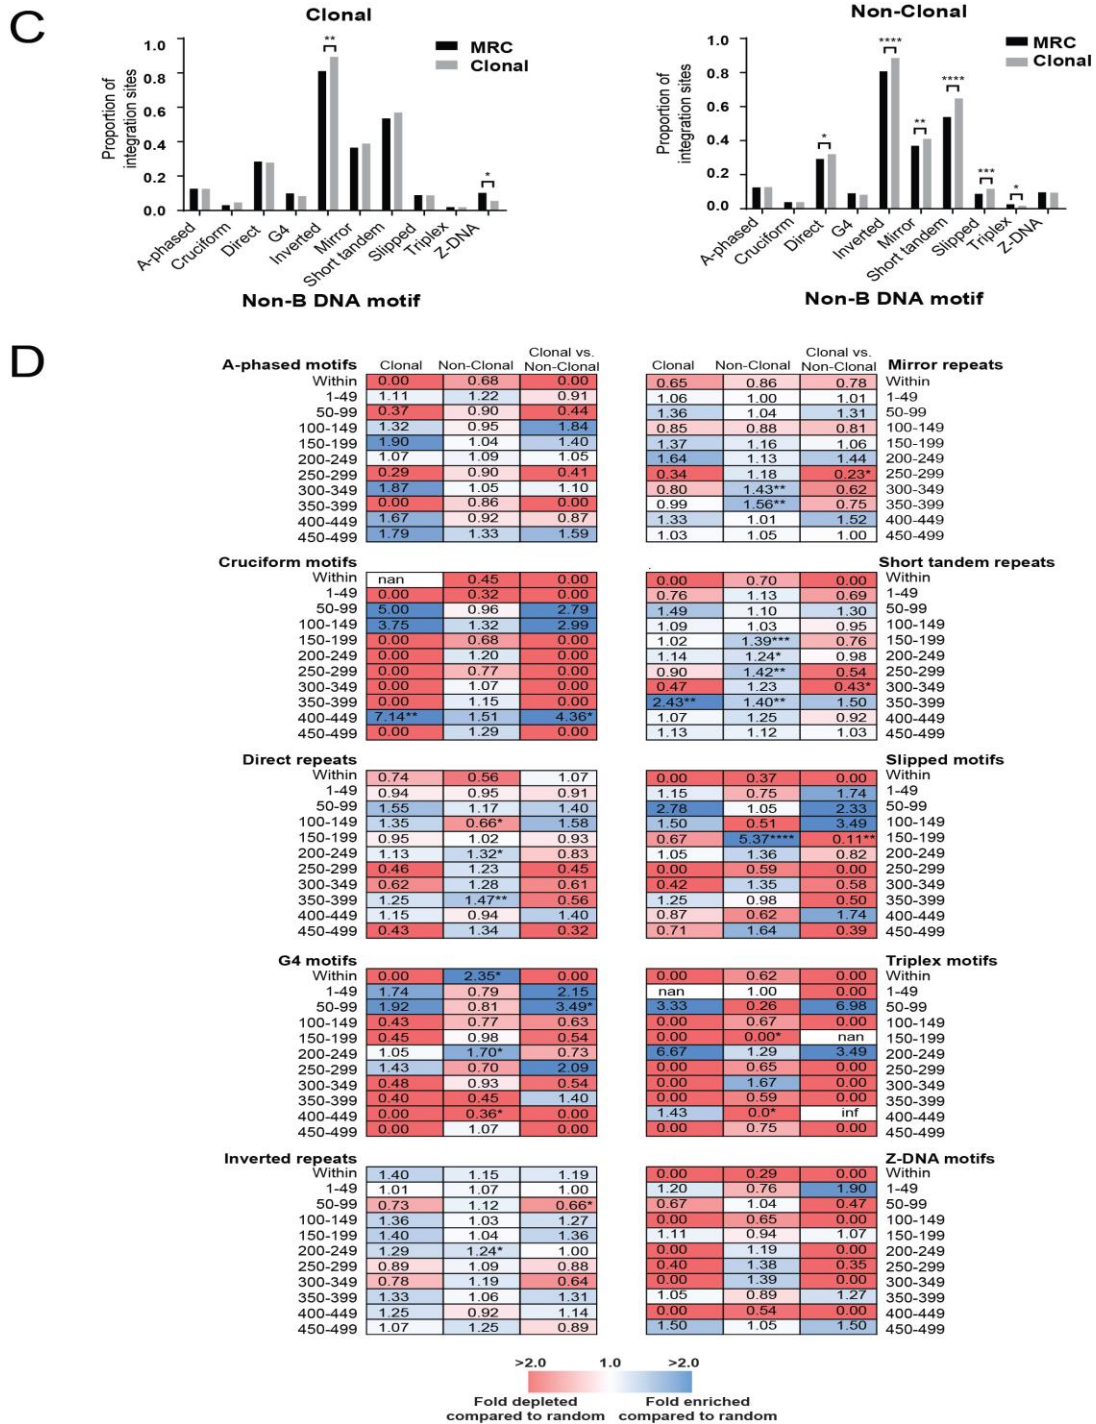 C
Clonal
Proportion of integration sites
1.0
0.8
0.6
0.4
0.2
0.0
** *
MRC
Clonal
A-phased
Cruciform
Direct
G4
Inverted
Mirror
Short tandem
Slipped
Triplex
Z-DNA
Non-B DNA motif
Non-Clonal
Proportion of integration sites
1.0
0.8
0.6
0.4
0.2
0.0
* **** ** **** *** *
MRC
Clonal
A-phased
Cruciform
Direct
G4
Inverted
Mirror
Short tandem
Slipped
Triplex
Z-DNA
Non-B DNA motif
D
A-phased motifs Clonal Non-Clonal Clonal vs. Non-Clonal
Within 0.00 0.68 0.00
1-49 1.11 1.22 0.91
50-99 0.37 0.90 0.44
100-149 1.32 0.95 1.84
150-199 1.90 1.04 1.40
200-249 1.07 1.09 1.05
250-299 0.29 0.90 0.41
300-349 1.87 1.05 1.10
350-399 0.00 0.86 0.00
400-449 1.67 0.92 0.87
450-499 1.79 1.33 1.59
Clonal Non-Clonal Clonal vs. Non-Clonal Mirror repeats
0.65 0.86 0.78 Within
1.06 1.00 1.01 1-49
1.36 1.04 1.31 50-99
0.85 0.88 0.81 100-149
1.37 1.16 1.06 150-199
1.64 1.13 1.44 200-249
0.34 1.18 0.23* 250-299
0.80 1.43** 0.62 300-349
0.99 1.56** 0.75 350-399
1.33 1.01 1.52 400-449
1.03 1.05 1.00 450-499
Cruciform motifs
Within nan 0.45 0.00
1-49 0.00 0.32 0.00
50-99 5.00 0.96 2.79
100-149 3.75 1.32 2.99
150-199 0.00 0.68 0.00
200-249 0.00 1.20 0.00
250-299 0.00 0.77 0.00
300-349 0.00 1.07 0.00
350-399 0.00 1.15 0.00
400-449 7.14** 1.51 4.36*
450-499 0.00 1.29 0.00
Short tandem repeats
0.00 0.70 0.00 Within
0.76 1.13 0.69 1-49
1.49 1.10 1.30 50-99
1.09 1.03 0.95 100-149
1.02 1.39*** 0.76 150-199
1.14 1.24* 0.98 200-249
0.90 1.42** 0.54 250-299
0.47 1.23 0.43* 300-349
2.43** 1.40** 1.50 350-399
1.07 1.25 0.92 400-449
1.13 1.12 1.03 450-499
Direct repeats
Within 0.74 0.56 1.07
1-49 0.94 0.95 0.91
50-99 1.55 1.17 1.40
100-149 1.35 0.66* 1.58
150-199 0.95 1.02 0.93
200-249 1.13 1.32* 0.83
250-299 0.46 1.23 0.45
300-349 0.62 1.28 0.61
350-399 1.25 1.47** 0.56
400-449 1.15 0.94 1.40
450-499 0.43 1.34 0.32
Slipped motifs
0.00 0.37 0.00 Within
1.15 0.75 1.74 1-49
2.78 1.05 2.33 50-99
1.50 0.51 3.49 100-149
0.67 5.37**** 0.11** 150-199
1.05 1.36 0.82 200-249
0.00 0.59 0.00 250-299
0.42 1.35 0.58 300-349
1.25 0.98 0.50 350-399
0.87 0.62 1.74 400-449
0.71 1.64 0.39 450-499
G4 motifs
Within 0.00 2.35* 0.00
1-49 1.74 0.79 2.15
50-99 1.92 0.81 3.49*
100-149 0.43 0.77 0.63
150-199 0.45 0.98 0.54
200-249 1.05 1.70* 0.73
250-299 1.43 0.70 2.09
300-349 0.48 0.93 0.54
350-399 0.40 0.45 1.40
400-449 0.00 0.36* 0.00
450-499 0.00 1.07 0.00
Triplex motifs
0.00 0.62 0.00 Within
nan 1.00 0.00 1-49
3.33 0.26 6.98 50-99
0.00 0.67 0.00 100-149
0.00 0.00* nan 150-199
6.67 1.29 3.49 200-249
0.00 0.65 0.00 250-299
0.00 1.67 0.00 300-349
0.00 0.59 0.00 350-399
1.43 0.0* inf 400-449
0.00 0.75 0.00 450-499
Inverted repeats
Within 1.40 1.15 1.19
1-49 1.01 1.07 1.00
50-99 0.73 1.12 0.66*
100-149 1.36 1.03 1.27
150-199 1.40 1.04 1.36
200-249 1.29 1.24* 1.00
250-299 0.89 1.09 0.88
300-349 0.78 1.19 0.64
350-399 1.33 1.06 1.31
400-449 1.25 0.92 1.14
450-499 1.07 1.25 0.89
Z-DNA motifs
0.00 0.29 0.00 Within
1.20 0.76 1.90 1-49
0.67 1.04 0.47 50-99
0.00 0.65 0.00 100-149
1.11 0.94 1.07 150-199
0.00 1.19 0.00 200-249
0.40 1.38 0.35 250-299
0.00 1.39 0.00 300-349
1.05 0.89 1.27 350-399
0.00 0.54 0.00 400-449
1.50 1.05 1.50 450-499
>2.0 1.0 >2.0
Fold depleted compared to random
Fold enriched compared to random